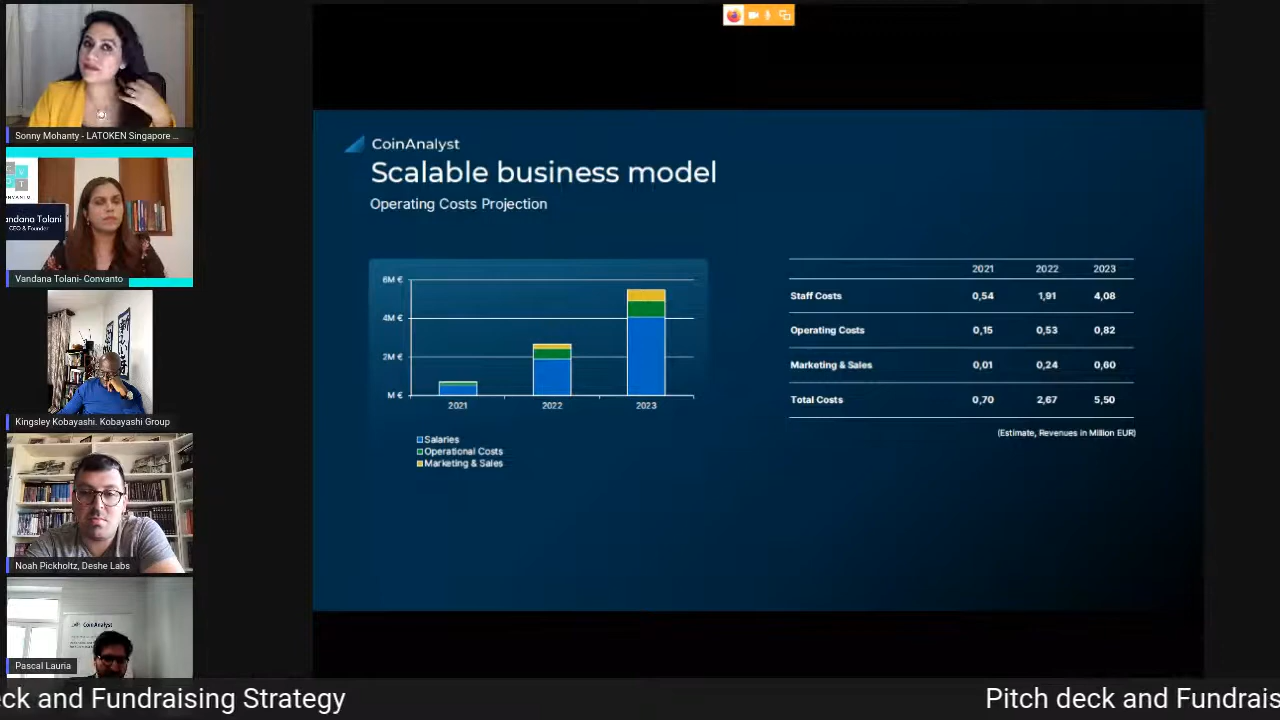 Sonny Mohanty - LATOKEN Singapore ...
CEO & Founder
Vandana Tolani- Convanto
Kingsley Kobayashi. Kobayashi Group
Noah Pickholtz, Deshe Labs
CoinAnalyst
Pascal Lauria
CoinAnalyst
Scalable business model
Operating Costs Projection
6M €
4M €
2M €
M €
2021 2022 2023
Salaries
Operational Costs
Marketing & Sales
2021 2022 2023
Staff Costs 0,54 1,91 4,08
Operating Costs 0,15 0,53 0,82
Marketing & Sales 0,01 0,24 0,60
Total Costs 0,70 2,67 5,50
(Estimate, Revenues in Million EUR)
ck and Fundraising Strategy
Pitch deck and Fundrais